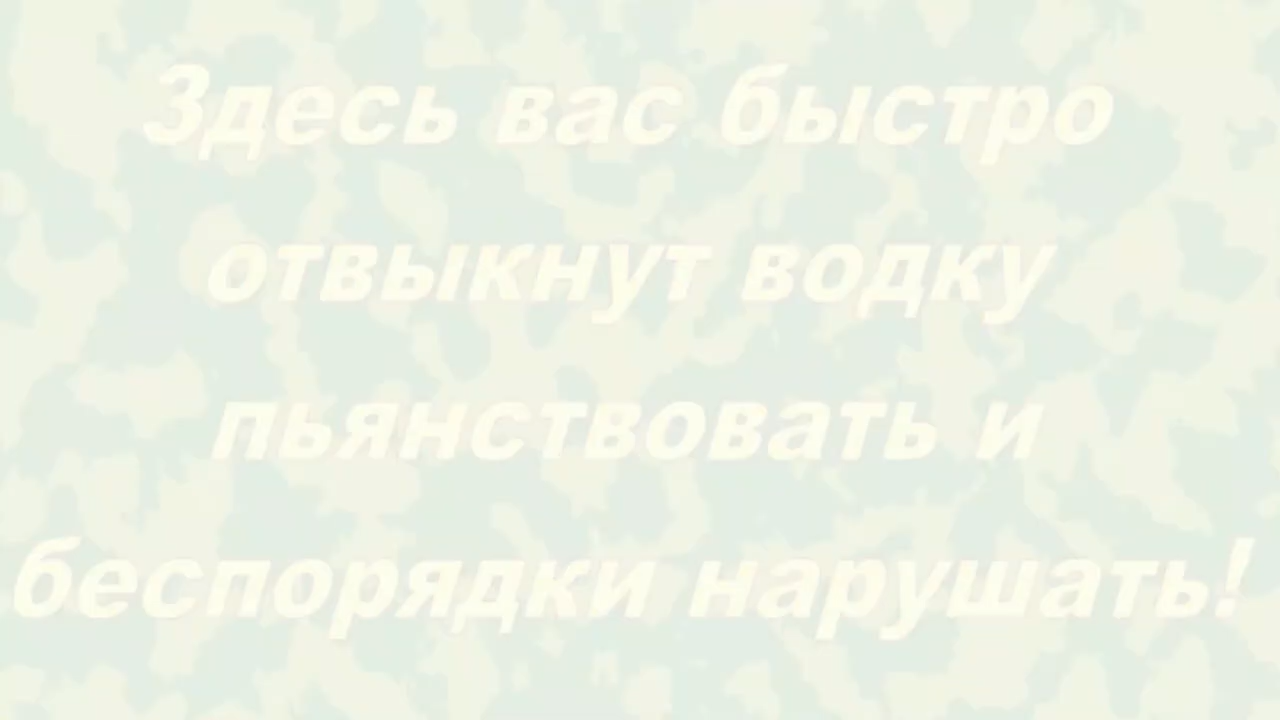 Здесь вас быстро
отвыкнут водку
пьянствовать и
беспорядки нарушать!